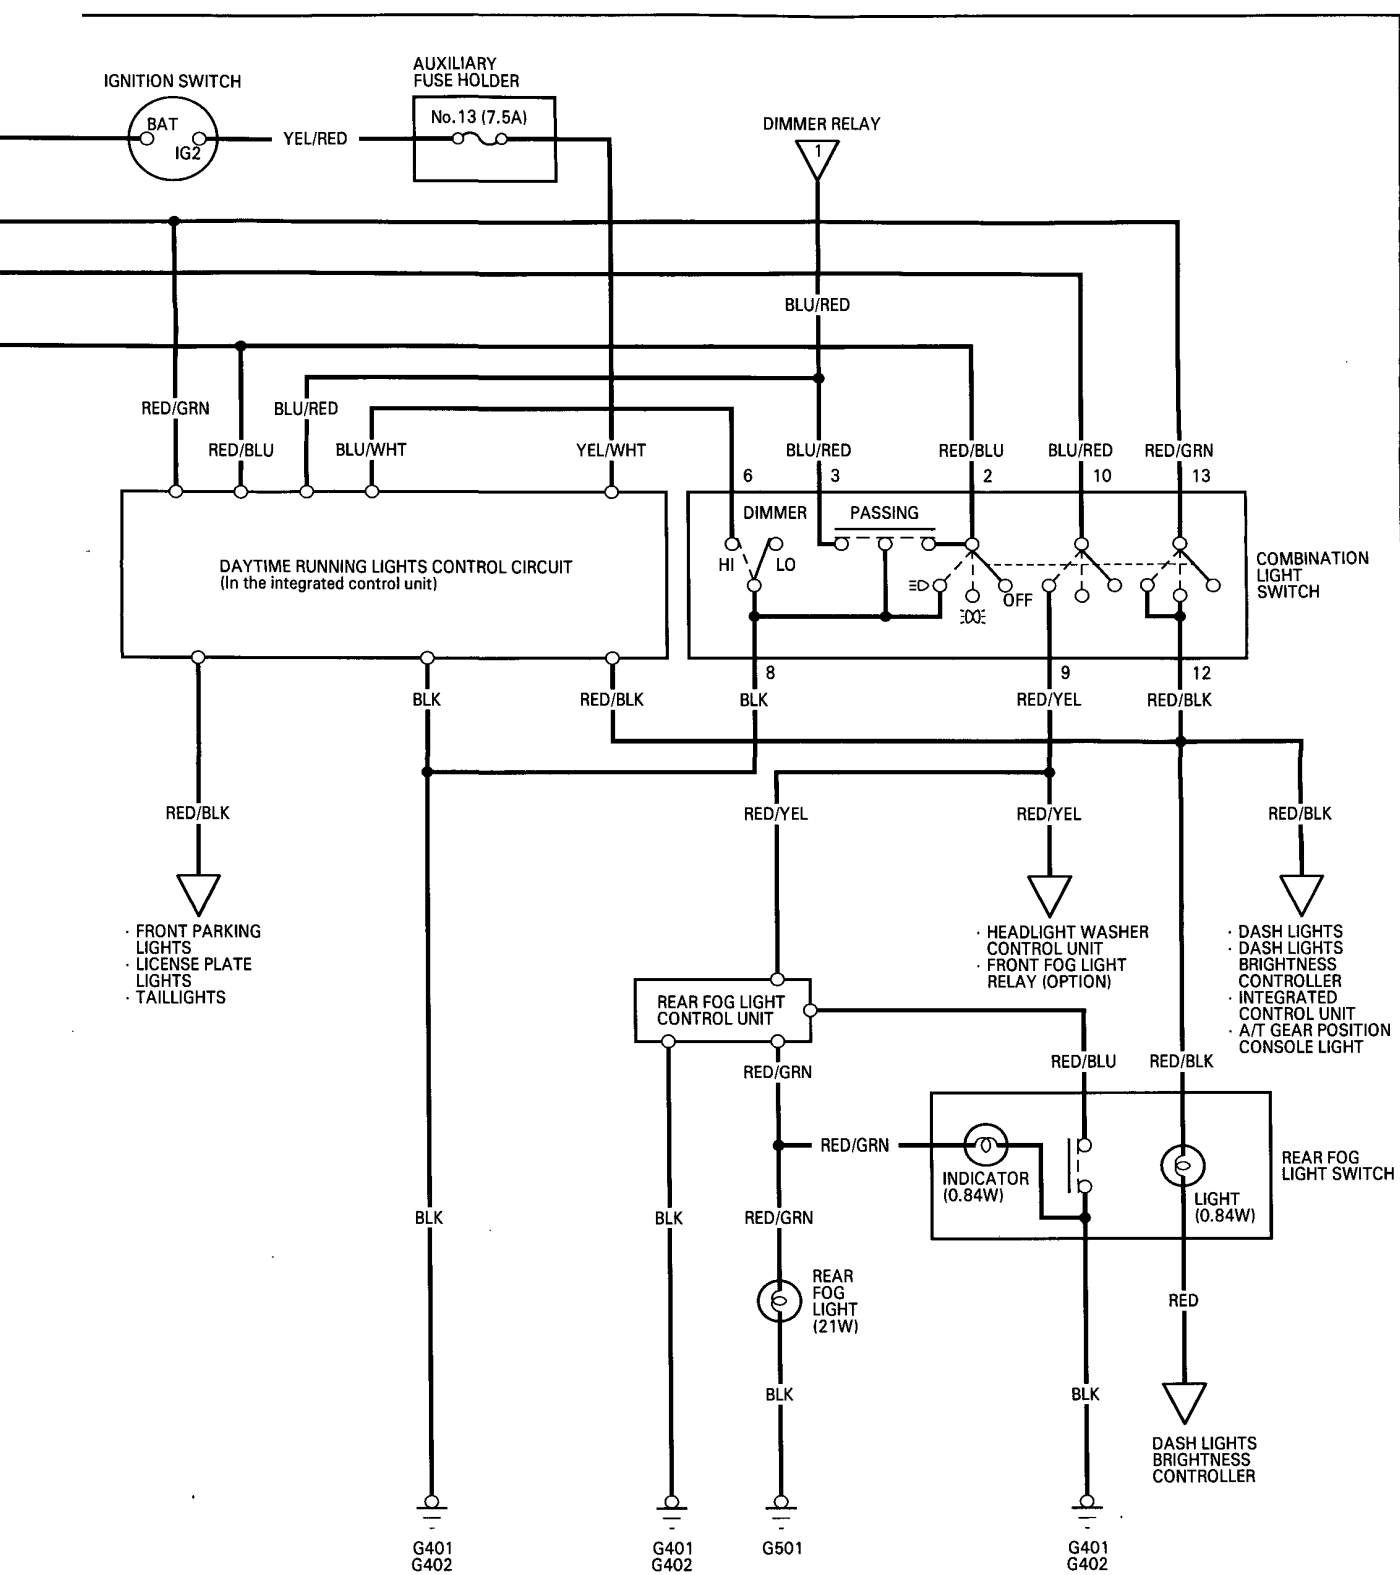 IGNITION SWITCH
BAT
IG2
YEL/RED
AUXILIARY
FUSE HOLDER
No.13 (7.5A)
DIMMER RELAY
1
BLU/RED
RED/GRN
BLU/RED
RED/BLU
BLU/WHT
YEL/WHT
BLU/RED
RED/BLU
BLU/RED
RED/GRN
6
3
2
10
13
DAYTIME RUNNING LIGHTS CONTROL CIRCUIT
(In the integrated control unit)
DIMMER
PASSING
HI
LO
OFF
COMBINATION
LIGHT
SWITCH
8
9
12
BLK
RED/BLK
BLK
RED/YEL
RED/BLK
RED/BLK
RED/YEL
RED/YEL
RED/BLK
· FRONT PARKING
LIGHTS
· LICENSE PLATE
LIGHTS
· TAILLIGHTS
· HEADLIGHT WASHER
CONTROL UNIT
· FRONT FOG LIGHT
RELAY (OPTION)
· DASH LIGHTS
· DASH LIGHTS
BRIGHTNESS
CONTROLLER
· INTEGRATED
CONTROL UNIT
· A/T GEAR POSITION
CONSOLE LIGHT
REAR FOG LIGHT
CONTROL UNIT
RED/GRN
RED/BLU
RED/BLK
RED/GRN
INDICATOR
(0.84W)
LIGHT
(0.84W)
REAR FOG
LIGHT SWITCH
BLK
BLK
RED/GRN
REAR
FOG
LIGHT
(21W)
RED
BLK
BLK
DASH LIGHTS
BRIGHTNESS
CONTROLLER
G401
G402
G401
G402
G501
G401
G402